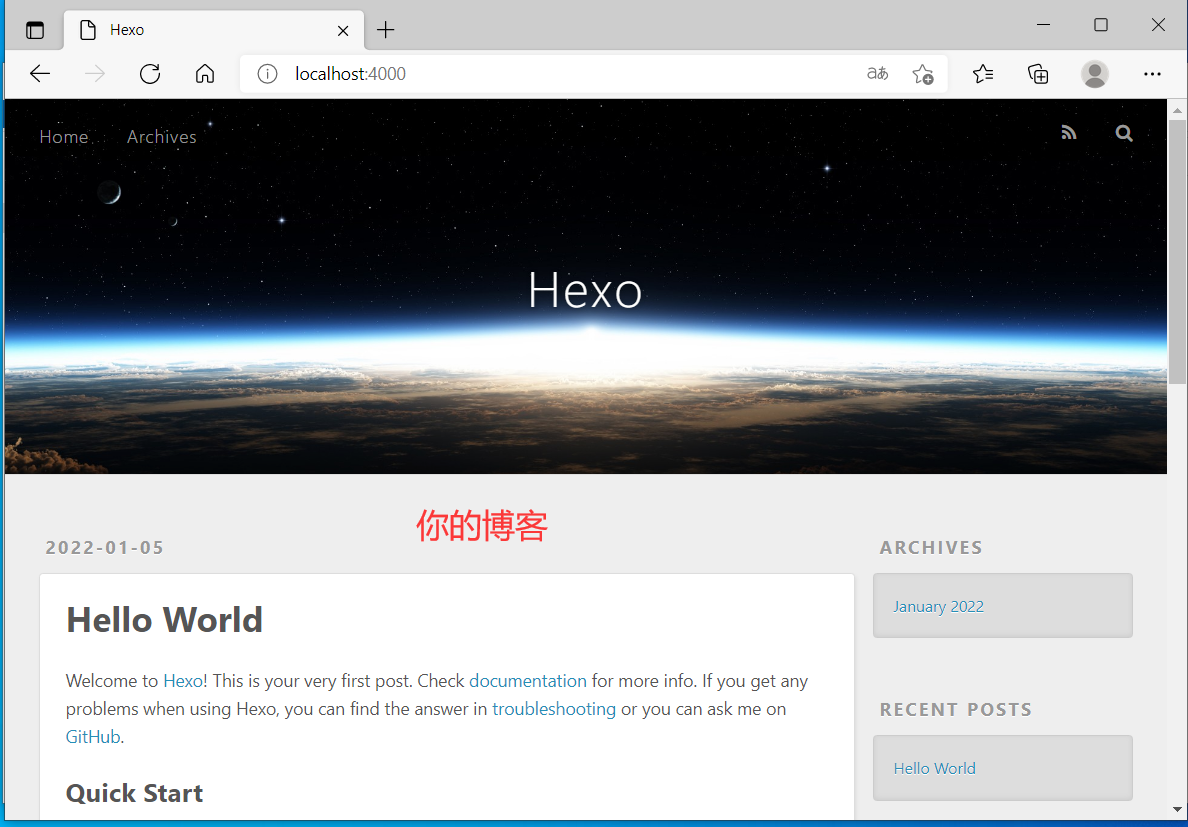 Hexo
localhost:4000
aあ
Home Archives
Hexo
你的博客
2022-01-05
Hello World
Welcome to Hexo! This is your very first post. Check documentation for more info. If you get any
problems when using Hexo, you can find the answer in troubleshooting or you can ask me on
GitHub.
Quick Start
ARCHIVES
January 2022
RECENT POSTS
Hello World